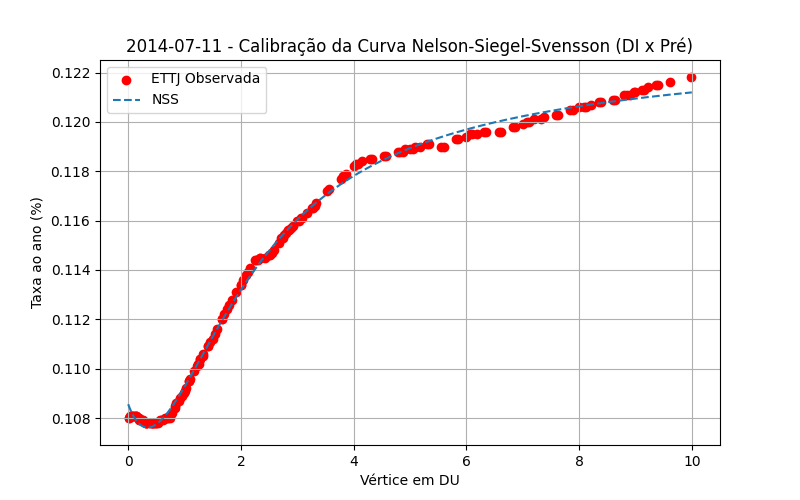 2014-07-11 - Calibração da Curva Nelson-Siegel-Svensson (DI x Pré)
ETTJ Observada
NSS
Taxa ao ano (%)
0.122
0.120
0.118
0.116
0.114
0.112
0.110
0.108
0 2 4 6 8 10
Vértice em DU